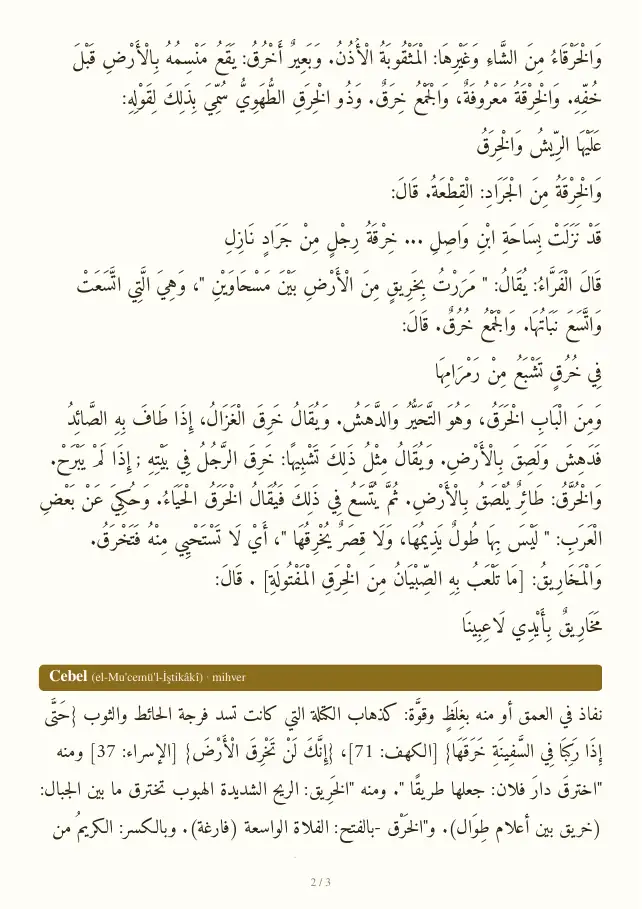 وَالْخَرْقَاءُ مِنَ الشَّاءِ وَغَيْرِهَا: الْمَثْقُوبَةُ الْأُذُنُ. وَبَعِيرٌ أَخْرُقُ: يَقَعُ مَنْسِمُهُ بِالْأَرْضِ قَبْلَ
خُفِّهِ. وَالْخِرْقَةُ مَعْرُوفَةٌ، وَالْجَمْعُ خِرَقٌ. وَذُو الْخِرَقِ الطُّهَوِيُّ سُمِّيَ بِذَلِكَ لِقَوْلِهِ:
عَلَيْهَا الرِّيشُ وَالْخِرَقُ
وَالْخِرْقَةُ مِنَ الْجَرَادِ: الْقِطْعَةُ. قَالَ:
قَدْ نَزَلَتْ بِسَاحَةِ ابْنِ وَاصِلِ ... خِرْقَةُ رِجْلٍ مِنْ جَرَادٍ نَازِلِ
قَالَ الْفَرَّاءُ: يُقَالُ: " مَرَرْتُ بِخَرِيقٍ مِنَ الْأَرْضِ بَيْنَ مَسْحَاوَيْنِ "، وَهِيَ الَّتِي اتَّسَعَتْ
وَاتَّسَعَ نَبَاتُهَا. وَالْجَمْعُ خُرُقٌ. قَالَ:
فِي خُرُقٍ تَشْبَعُ مِنْ رَمْرَامِهَا
وَمِنَ الْبَابِ الْخَرَقُ، وَهُوَ التَّحَيُّرُ وَالدَّهَشُ. وَيُقَالُ خَرِقَ الْغَزَالُ، إِذَا طَافَ بِهِ الصَّائِدُ
فَدَهِشَ وَلَصِقَ بِالْأَرْضِ. وَيُقَالُ مِثْلُ ذَلِكَ تَشْبِيهًا: خَرِقَ الرَّجُلُ فِي بَيْتِهِ ; إِذَا لَمْ يَبْرَحْ.
وَالْخُرَّقُ: طَائِرٌ يُلْصَقُ بِالْأَرْضِ. ثُمَّ يُتَّسَعُ فِي ذَلِكَ فَيُقَالُ الْخَرَقُ الْحَيَاءُ. وَحُكِيَ عَنْ بَعْضِ
الْعَرَبِ: " لَيْسَ بِهَا طُولٌ يَذِيمُهَا، وَلَا قِصَرٌ يُخْرِقُهَا "، أَيْ لَا تَسْتَحْيِي مِنْهُ فَتَخْرَقُ.
وَالْمَخَارِيقُ: [مَا تَلْعَبُ بِهِ الصِّبْيَانُ مِنَ الْخِرَقِ الْمَفْتُولَةِ] . قَالَ:
مَخَارِيقٌ بِأَيْدِي لَاعِبِينَا
Cebel (el-Mu'cemü'l-İştikâkî) · mihver
نفاذ في العمق أو منه بغِلَظٍ وقوَّة: كذهاب الكتلة التي كانت تسد فرجة الحائط والثوب {حَتَّى
إِذَا رَكِبَا فِي السَّفِينَةِ خَرَقَهَا} [الكهف: 71]، {إِنَّكَ لَنْ تَخْرِقَ الْأَرْضَ} [الإسراء: 37] ومنه
"اخترقَ دارَ فلان: جعلها طريقًا ". ومنه "الخَرِيق: الريح الشديدة الهبوب تخترق ما بين الجبال:
(خريق بين أعلام طِوَال). و"الخَرْق -بالفتح: الفلاة الواسعة (فارغة). وبالكسر: الكريمُ من
2 / 3